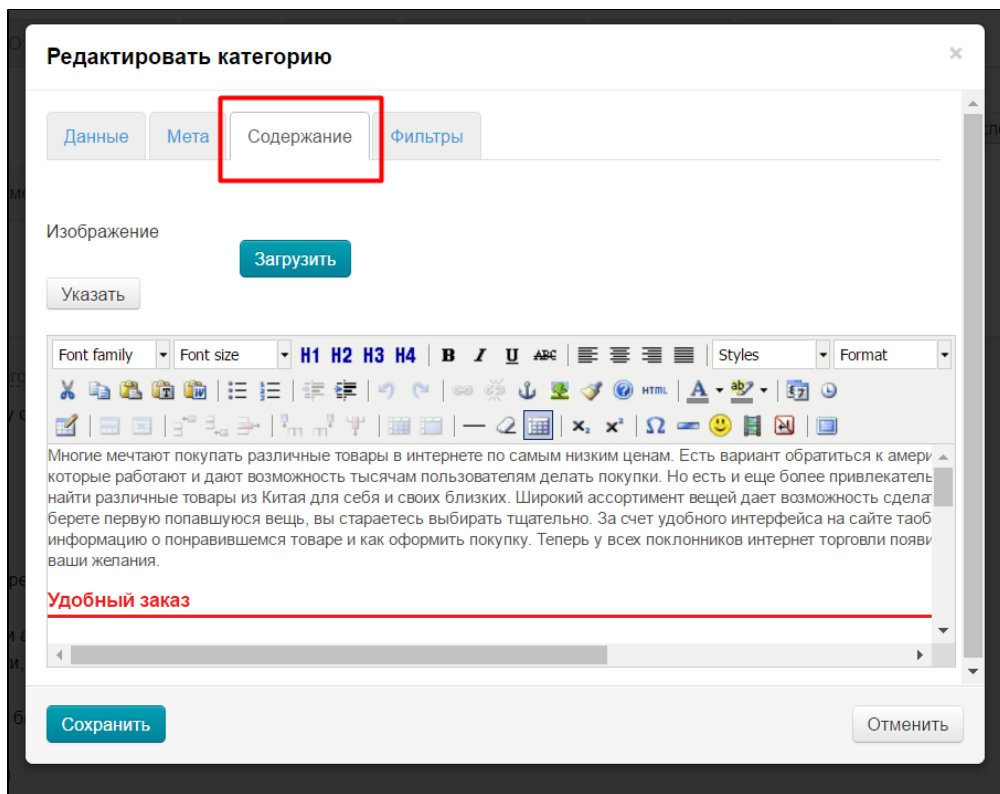 Редактировать категорию
×
Данные Мета Содержание Фильтры
Изображение
Загрузить
Указать
Font family Font size H1 H2 H3 H4 B I U ABC Styles Format
HTML A ab
Многие мечтают покупать различные товары в интернете по самым низким ценам. Есть вариант обратиться к амери
которые работают и дают возможность тысячам пользователям делать покупки. Но есть и еще более привлекатель
найти различные товары из Китая для себя и своих близких. Широкий ассортимент вещей дает возможность сделат
берете первую попавшуюся вещь, вы стараетесь выбирать тщательно. За счет удобного интерфейса на сайте таоб
информацию о понравившемся товаре и как оформить покупку. Теперь у всех поклонников интернет торговли появи
ваши желания.
Удобный заказ
Сохранить Отменить